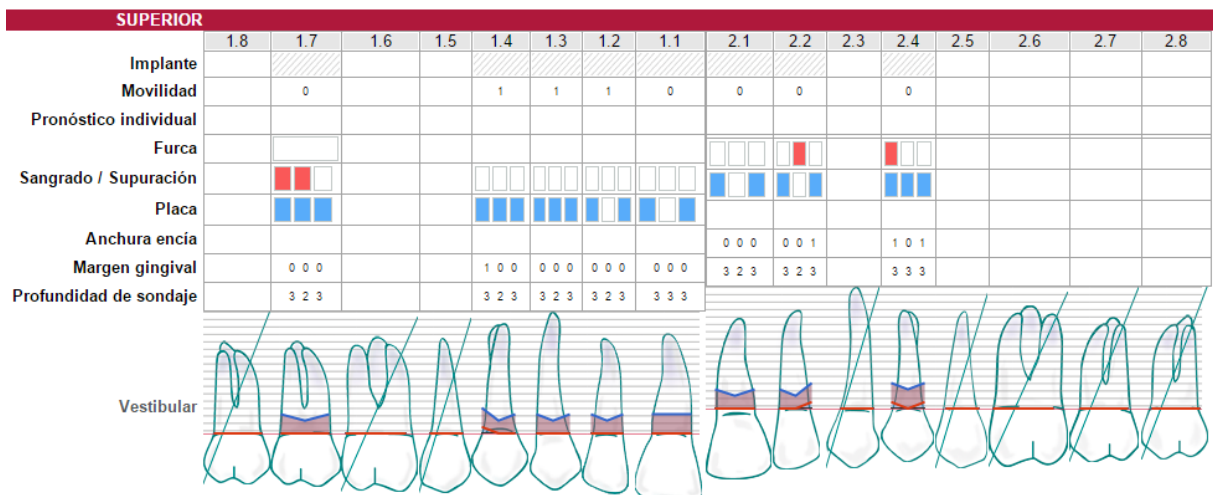 SUPERIOR
1.8 1.7 1.6 1.5 1.4 1.3 1.2 1.1 2.1 2.2 2.3 2.4 2.5 2.6 2.7 2.8
Implante
Movilidad 0 1 1 1 0 0 0 0
Pronóstico individual
Furca
Sangrado / Supuración
Placa
Anchura encía 0 0 0 0 0 1 1 0 1
Margen gingival 0 0 0 1 0 0 0 0 0 0 0 0 0 0 0 3 2 3 3 2 3 3 3 3
Profundidad de sondaje 3 2 3 3 2 3 3 2 3 3 2 3 3 3 3
Vestibular